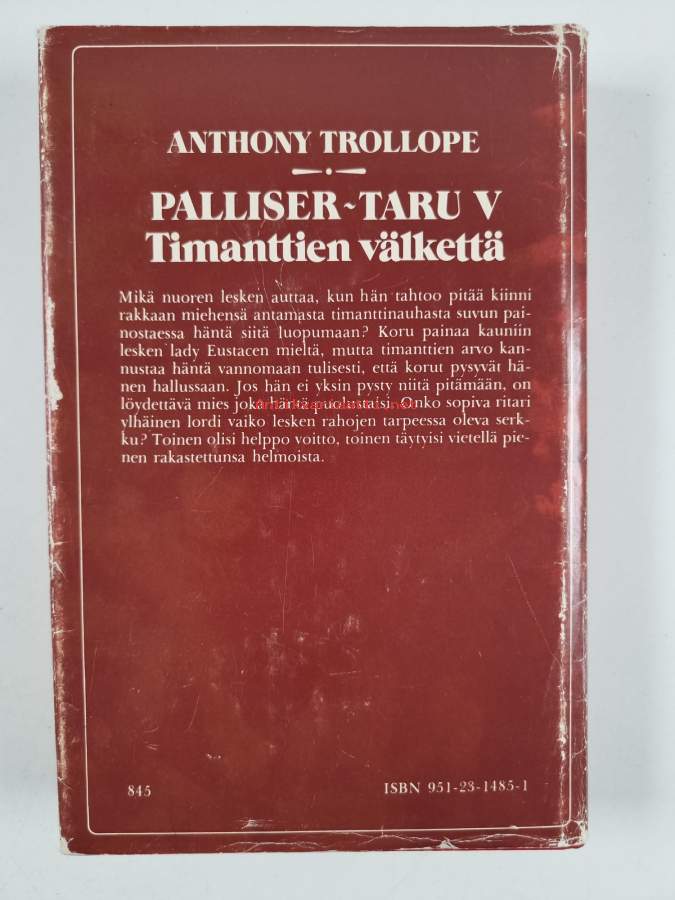 ANTHONY TROLLOPE
PALLISER~TARU V
Timanttien välkettä
Mikä nuoren lesken auttaa, kun hän tahtoo pitää kiinni
rakkaan miehensä antamasta timanttinauhasta suvun pai-
nostaessa häntä siitä luopumaan? Koru painaa kauniin
lesken lady Eustacen mieltä, mutta timanttien arvo kan-
nustaa häntä vannomaan tulisesti, että korut pysyvät hä-
nen hallussaan. Jos hän ei yksin pysty niitä pitämään, on
löydettävä mies joka häntä Onko sopiva ritari
ylhäinen lordi vaiko lesken rahojen tarpeessa oleva serk-
ku? Toinen olisi helppo voitto, toinen täytyisi vietellä pie-
nen rakastettunsa helmoista.
845
ISBN 951-23-1485-1